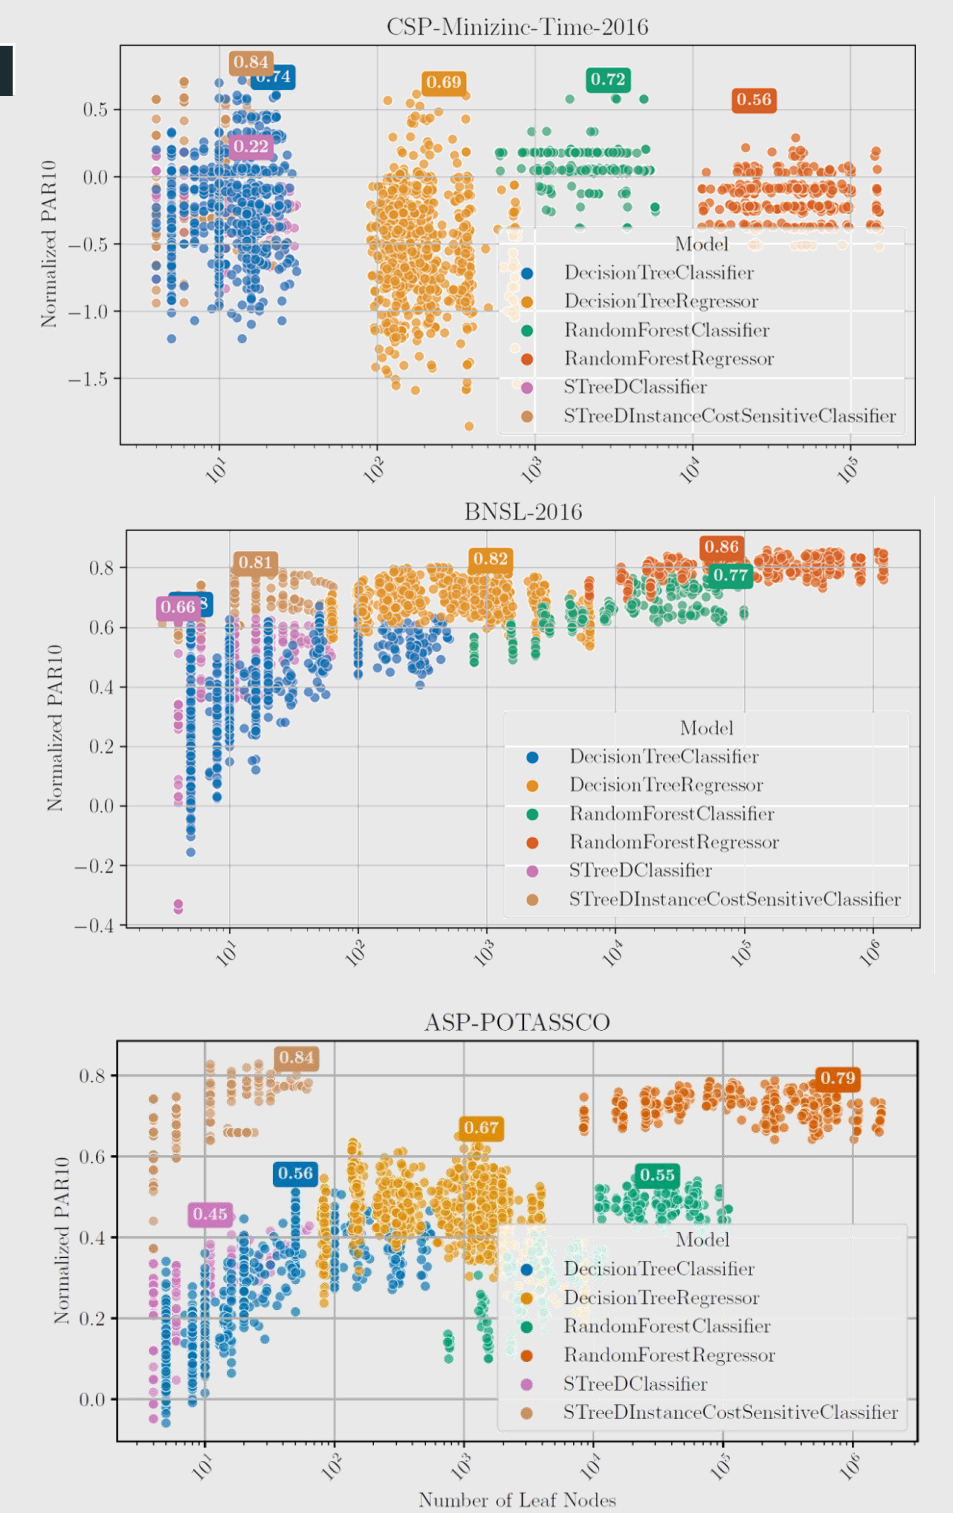 CSP-Minizinc-Time-2016
0.84
0.74
0.69
0.72
0.56
0.22
0.5
0.0
−0.5
−1.0
−1.5
Normalized PAR10
Model
DecisionTreeClassifier
DecisionTreeRegressor
RandomForestClassifier
RandomForestRegressor
STreeDClassifier
STreeDInstanceCostSensitiveClassifier
10¹
10²
10³
10⁴
10⁵
BNSL-2016
0.81
0.82
0.86
0.77
0.66
8
0.8
0.6
0.4
0.2
0.0
−0.2
−0.4
Normalized PAR10
Model
DecisionTreeClassifier
DecisionTreeRegressor
RandomForestClassifier
RandomForestRegressor
STreeDClassifier
STreeDInstanceCostSensitiveClassifier
10¹
10²
10³
10⁴
10⁵
10⁶
ASP-POTASSCO
0.84
0.79
0.67
0.56
0.55
0.45
0.8
0.6
0.4
0.2
0.0
Normalized PAR10
Model
DecisionTreeClassifier
DecisionTreeRegressor
RandomForestClassifier
RandomForestRegressor
STreeDClassifier
STreeDInstanceCostSensitiveClassifier
10¹
10²
10³
10⁴
10⁵
10⁶
Number of Leaf Nodes